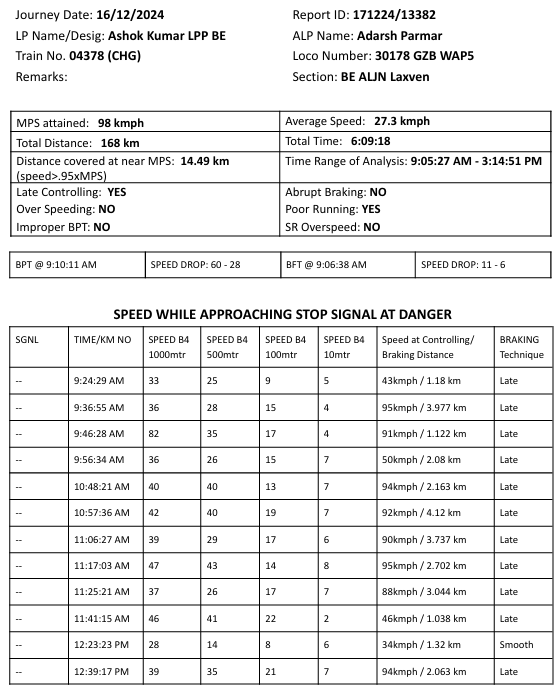 Journey Date: 16/12/2024 Report ID: 171224/13382
LP Name/Desig: Ashok Kumar LPP BE ALP Name: Adarsh Parmar
Train No. 04378 (CHG) Loco Number: 30178 GZB WAP5
Remarks: Section: BE ALJN Laxven
MPS attained: 98 kmph Average Speed: 27.3 kmph
Total Distance: 168 km Total Time: 6:09:18
Distance covered at near MPS: 14.49 km Time Range of Analysis: 9:05:27 AM - 3:14:51 PM
(speed>.95xMPS)
Late Controlling: YES Abrupt Braking: NO
Over Speeding: NO Poor Running: YES
Improper BPT: NO SR Overspeed: NO
BPT @ 9:10:11 AM SPEED DROP: 60 - 28 BFT @ 9:06:38 AM SPEED DROP: 11 - 6
SPEED WHILE APPROACHING STOP SIGNAL AT DANGER
SGNL TIME/KM NO SPEED B4 SPEED B4 SPEED B4 SPEED B4 Speed at Controlling/ BRAKING
1000mtr 500mtr 100mtr 10mtr Braking Distance Technique
-- 9:24:29 AM 33 25 9 5 43kmph / 1.18 km Late
-- 9:36:55 AM 36 28 15 4 95kmph / 3.977 km Late
-- 9:46:28 AM 82 35 17 4 91kmph / 1.122 km Late
-- 9:56:34 AM 36 26 15 7 50kmph / 2.08 km Late
-- 10:48:21 AM 40 40 13 7 94kmph / 2.163 km Late
-- 10:57:36 AM 42 40 19 7 92kmph / 4.12 km Late
-- 11:06:27 AM 39 29 17 6 90kmph / 3.737 km Late
-- 11:17:03 AM 47 43 14 8 95kmph / 2.702 km Late
-- 11:25:21 AM 37 26 17 7 88kmph / 3.044 km Late
-- 11:41:15 AM 46 41 22 2 46kmph / 1.038 km Late
-- 12:23:23 PM 28 14 8 6 34kmph / 1.32 km Smooth
-- 12:39:17 PM 39 35 21 7 94kmph / 2.063 km Late